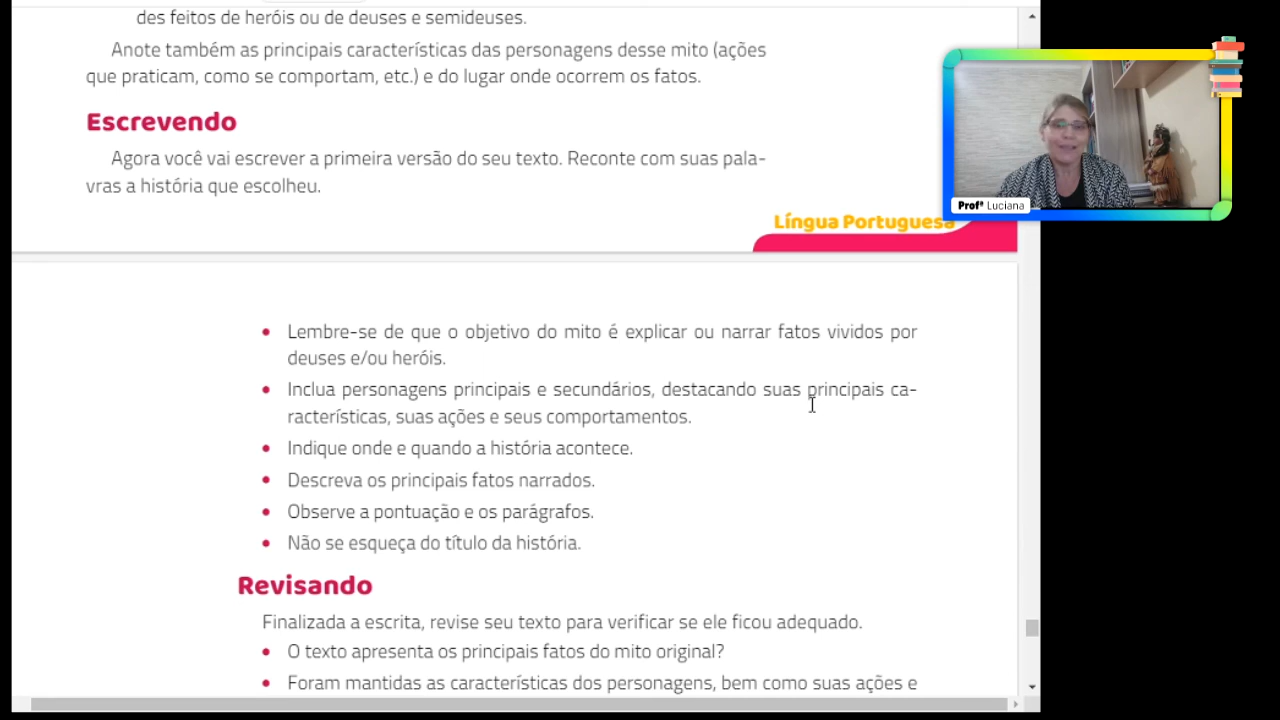 des feitos de heróis ou de deuses e semideuses.
Anote também as principais características das personagens desse mito (ações
que praticam, como se comportam, etc.) e do lugar onde ocorrem os fatos.
Escrevendo
Agora você vai escrever a primeira versão do seu texto. Reconte com suas pala-
vras a história que escolheu.
Profª Luciana
Língua Portuguesa
• Lembre-se de que o objetivo do mito é explicar ou narrar fatos vividos por
deuses e/ou heróis.
• Inclua personagens principais e secundários, destacando suas principais ca-
racterísticas, suas ações e seus comportamentos.
• Indique onde e quando a história acontece.
• Descreva os principais fatos narrados.
• Observe a pontuação e os parágrafos.
• Não se esqueça do título da história.
Revisando
Finalizada a escrita, revise seu texto para verificar se ele ficou adequado.
• O texto apresenta os principais fatos do mito original?
• Foram mantidas as características dos personagens, bem como suas ações e